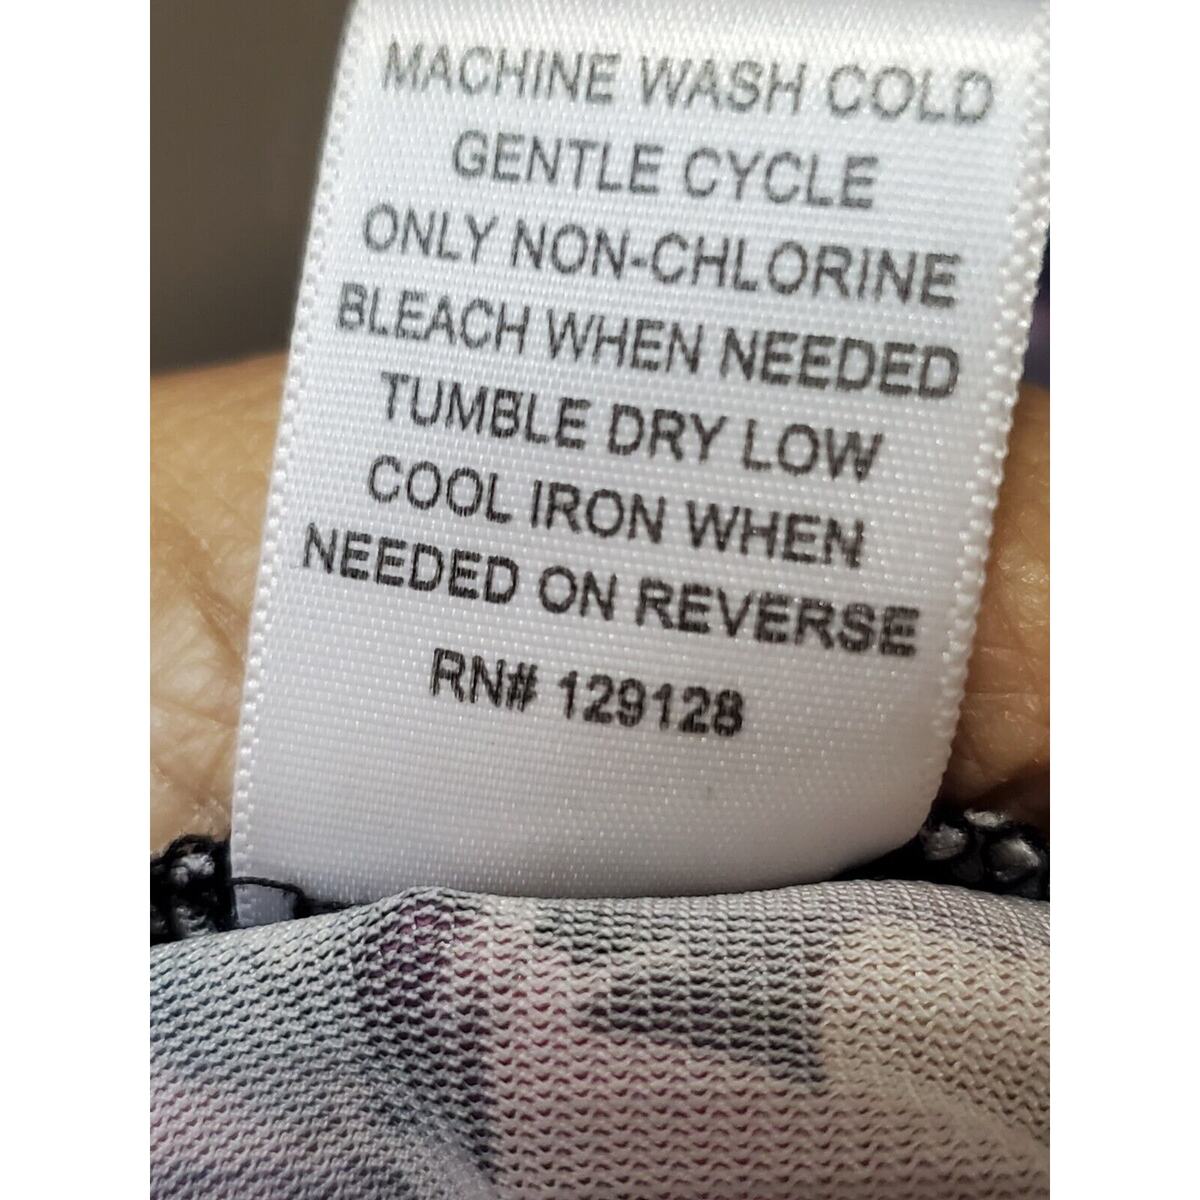 MACHINE WASH COLD
GENTLE CYCLE
ONLY NON-CHLORINE
BLEACH WHEN NEEDED
TUMBLE DRY LOW
COOL IRON WHEN
NEEDED ON REVERSE
RN# 129128